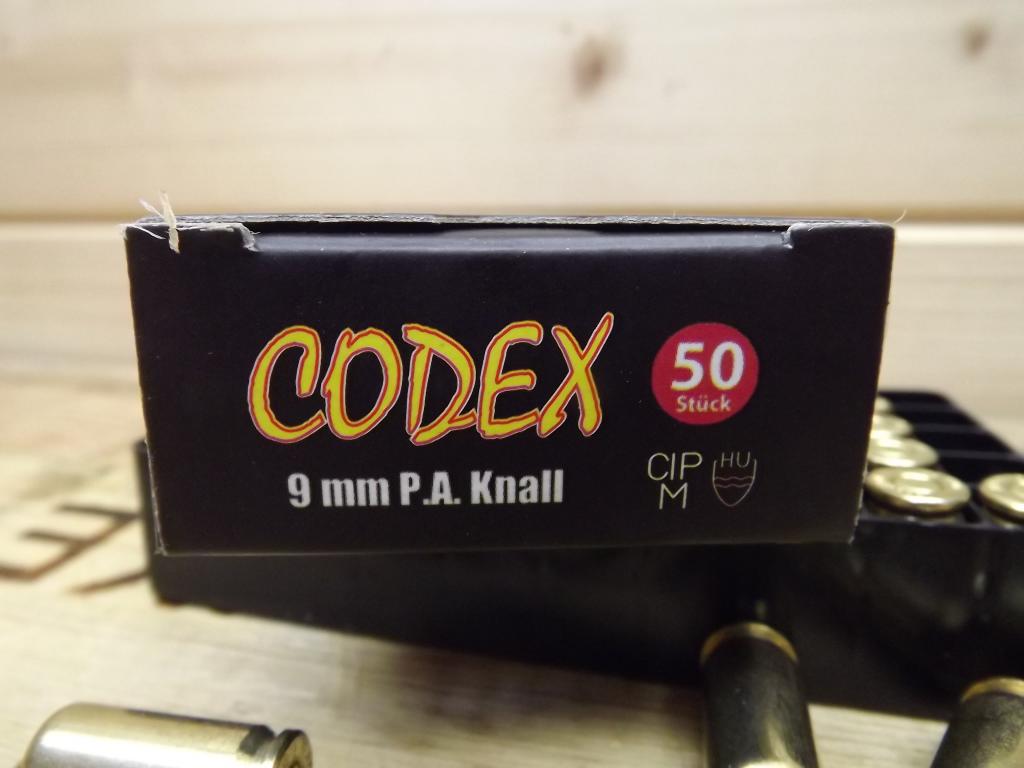 CODEX
50
Stück
9 mm P.A. Knall
CIP
M
HU